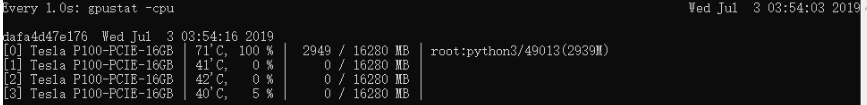 Every 1.0s: gpustat -cpu Wed Jul  3 03:54:03 2019
dafa4d47e176  Wed Jul  3 03:54:16 2019
[0] Tesla P100-PCIE-16GB | 71'C, 100 % |  2949 / 16280 MB | root:python3/49013(2939M)
[1] Tesla P100-PCIE-16GB | 41'C,   0 % |     0 / 16280 MB |
[2] Tesla P100-PCIE-16GB | 42'C,   0 % |     0 / 16280 MB |
[3] Tesla P100-PCIE-16GB | 40'C,   5 % |     0 / 16280 MB |